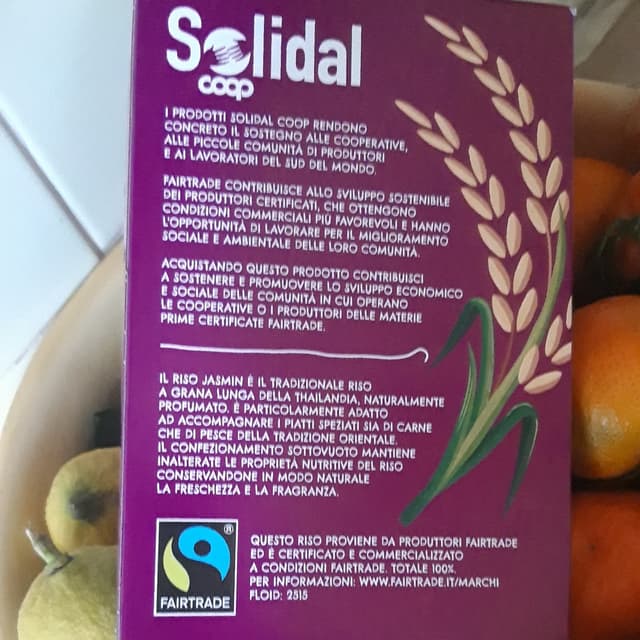 Solidal
coop
I PRODOTTI SOLIDAL COOP RENDONO
CONCRETO IL SOSTEGNO ALLE COOPERATIVE,
ALLE PICCOLE COMUNITÀ DI PRODUTTORI
E AI LAVORATORI DEL SUD DEL MONDO.
FAIRTRADE CONTRIBUISCE ALLO SVILUPPO SOSTENIBILE
DEI PRODUTTORI CERTIFICATI, CHE OTTENGONO
CONDIZIONI COMMERCIALI PIÙ FAVOREVOLI E HANNO
L'OPPORTUNITÀ DI LAVORARE PER IL MIGLIORAMENTO
SOCIALE E AMBIENTALE DELLE LORO COMUNITÀ.
ACQUISTANDO QUESTO PRODOTTO CONTRIBUISCI
A SOSTENERE E PROMUOVERE LO SVILUPPO ECONOMICO
E SOCIALE DELLE COMUNITÀ IN CUI OPERANO
LE COOPERATIVE O I PRODUTTORI DELLE MATERIE
PRIME CERTIFICATE FAIRTRADE.
IL RISO JASMIN È IL TRADIZIONALE RISO
A GRANA LUNGA DELLA THAILANDIA, NATURALMENTE
PROFUMATO. È PARTICOLARMENTE ADATTO
AD ACCOMPAGNARE I PIATTI SPEZIATI SIA DI CARNE
CHE DI PESCE DELLA TRADIZIONE ORIENTALE.
IL CONFEZIONAMENTO SOTTOVUOTO MANTIENE
INALTERATE LE PROPRIETÀ NUTRITIVE DEL RISO
CONSERVANDONE IN MODO NATURALE
LA FRESCHEZZA E LA FRAGRANZA.
QUESTO RISO PROVIENE DA PRODUTTORI FAIRTRADE
ED È CERTIFICATO E COMMERCIALIZZATO
A CONDIZIONI FAIRTRADE. TOTALE 100%.
PER INFORMAZIONI: WWW.FAIRTRADE.IT/MARCHI
FLOID: 2515
®
FAIRTRADE